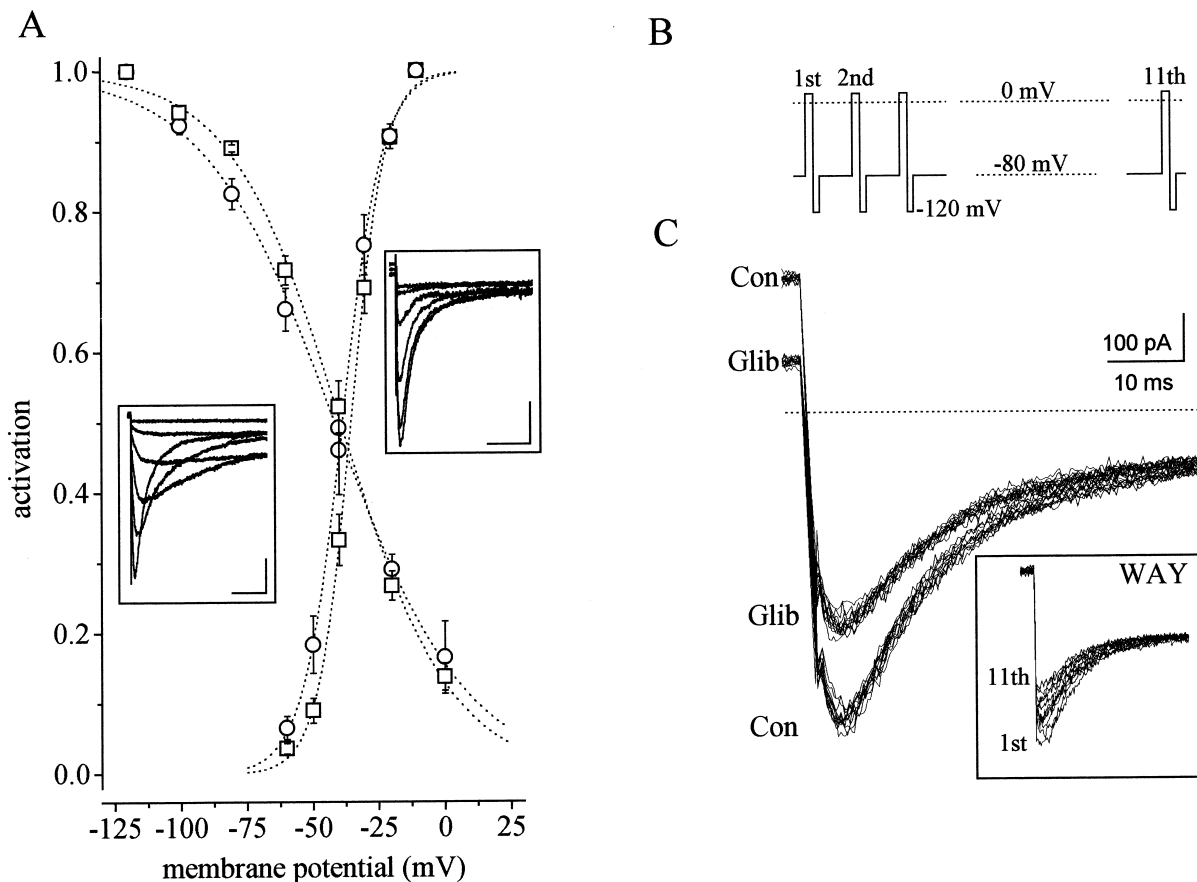 A
1.0
0.8
0.6
0.4
0.2
0.0
activation
-125 -100 -75 -50 -25 0 25
membrane potential (mV)
B
1st 2nd 11th
0 mV
-80 mV
-120 mV
C
Con
Glib
100 pA
10 ms
Glib
Con
WAY
11th
1st